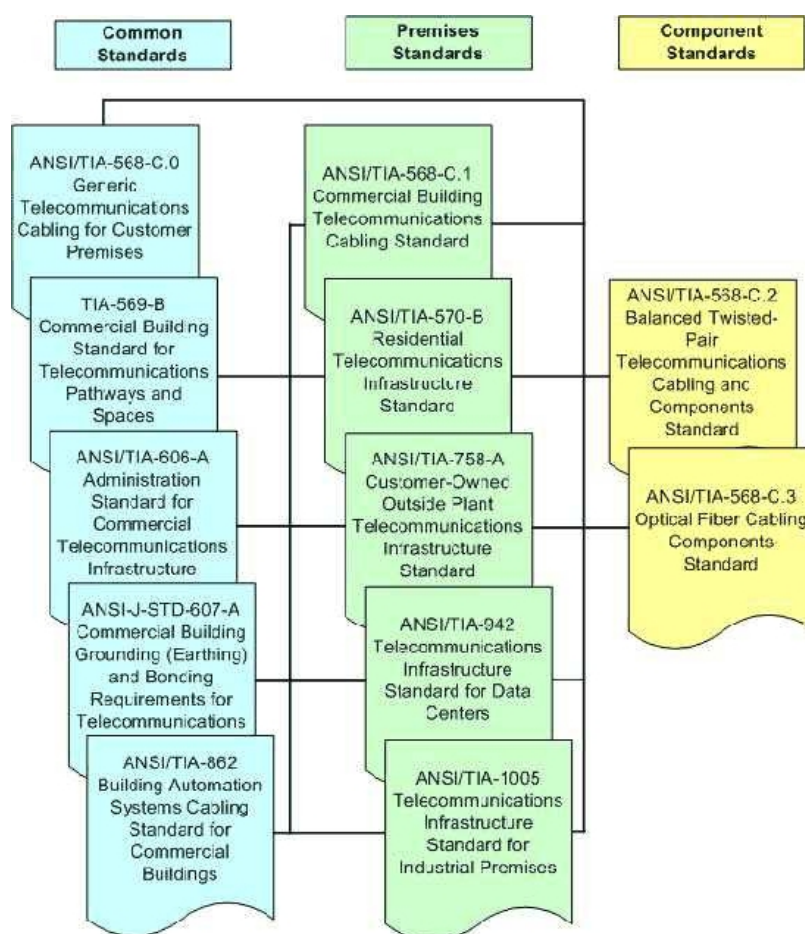 Common
Standards
Premises
Standards
Component
Standards
ANSI/TIA-568-C.0
Generic
Telecommunications
Cabling for Customer
Premises
TIA-569-B
Commercial Building
Standard for
Telecommunications
Pathways and
Spaces
ANSI/TIA-606-A
Administration
Standard for
Commercial
Telecommunications
Infrastructure
ANSI-J-STD-607-A
Commercial Building
Grounding (Earthing)
and Bonding
Requirements for
Telecommunications
ANSI/TIA-862
Building Automation
Systems Cabling
Standard for
Commercial
Buildings
ANSI/TIA-568-C.1
Commercial Building
Telecommunications
Cabling Standard
ANSI/TIA-570-B
Residential
Telecommunications
Infrastructure
Standard
ANSI/TIA-758-A
Customer-Owned
Outside Plant
Telecommunications
Infrastructure
Standard
ANSI/TIA-942
Telecommunications
Infrastructure
Standard for Data
Centers
ANSI/TIA-1005
Telecommunications
Infrastructure
Standard for
Industrial Premises
ANSI/TIA-568-C.2
Balanced Twisted-
Pair
Telecommunications
Cabling and
Components
Standard
ANSI/TIA-568-C.3
Optical Fiber Cabling
Components
Standard